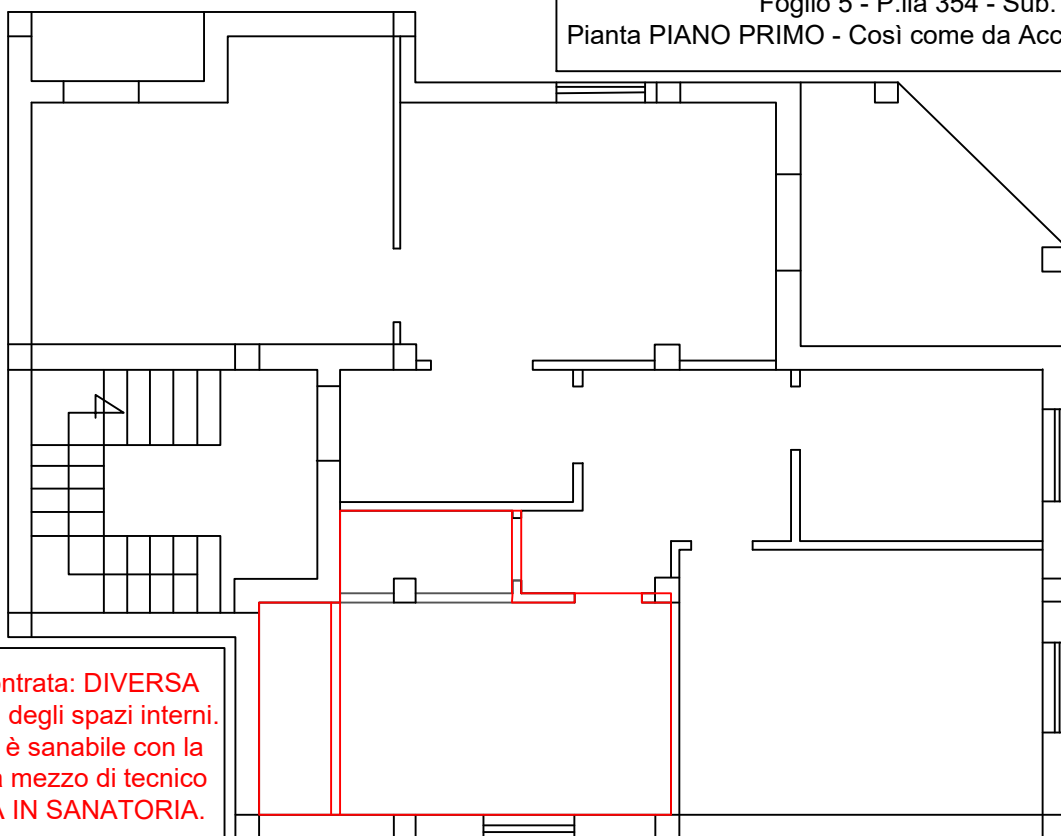 Foglio 5 - P.lla 354 - Sub.
Pianta PIANO PRIMO - Così come da Acc
ontrata: DIVERSA
degli spazi interni.
è sanabile con la
mezzo di tecnico
IN SANATORIA.